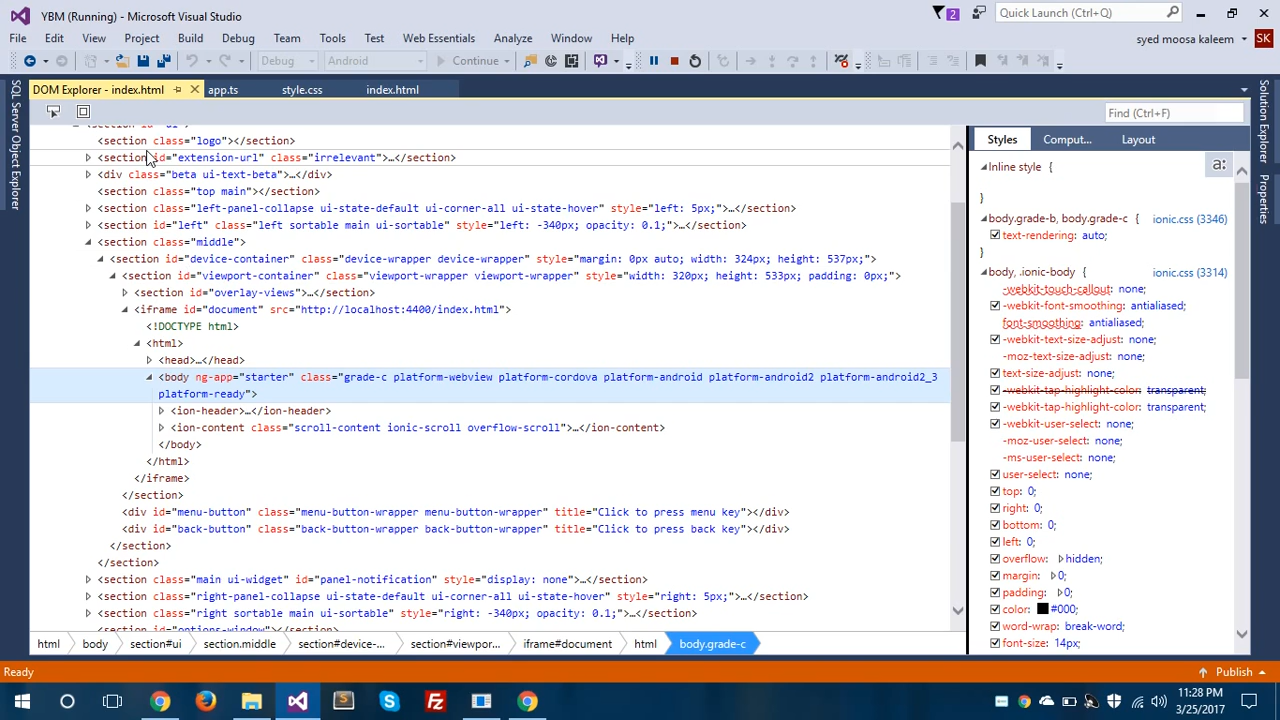 YBM (Running) - Microsoft Visual Studio
2
Quick Launch (Ctrl+Q)
File Edit View Project Build Debug Team Tools Test Web Essentials Analyze Window Help
syed moosa kaleem SK
Debug Android Continue
DOM Explorer - index.html app.ts style.css index.html
SQL Server Object Explorer
Solution Explorer
Properties
Find (Ctrl+F)
<section class="logo"></section>
<section id="extension-url" class="irrelevant">…</section>
<div class="beta ui-text-beta">…</div>
<section class="top main"></section>
<section class="left-panel-collapse ui-state-default ui-corner-all ui-state-hover" style="left: 5px;">…</section>
<section id="left" class="left sortable main ui-sortable" style="left: -340px; opacity: 0.1;">…</section>
<section class="middle">
<section id="device-container" class="device-wrapper device-wrapper" style="margin: 0px auto; width: 324px; height: 537px;">
<section id="viewport-container" class="viewport-wrapper viewport-wrapper" style="width: 320px; height: 533px; padding: 0px;">
<section id="overlay-views">…</section>
<iframe id="document" src="http://localhost:4400/index.html">
<!DOCTYPE html>
<html>
<head>…</head>
<body ng-app="starter" class="grade-c platform-webview platform-cordova platform-android platform-android2 platform-android2_3
platform-ready">
<ion-header>…</ion-header>
<ion-content class="scroll-content ionic-scroll overflow-scroll">…</ion-content>
</body>
</html>
</iframe>
</section>
<div id="menu-button" class="menu-button-wrapper menu-button-wrapper" title="Click to press menu key"></div>
<div id="back-button" class="back-button-wrapper back-button-wrapper" title="Click to press back key"></div>
</section>
</section>
<section class="main ui-widget" id="panel-notification" style="display: none">…</section>
<section class="right-panel-collapse ui-state-default ui-corner-all ui-state-hover" style="right: 5px;">…</section>
<section class="right sortable main ui-sortable" style="right: -340px; opacity: 0.1;">…</section>
<section id="options-window">…</section>
html body section#ui section.middle section#device-... section#viewpor... iframe#document html body.grade-c
Styles Comput... Layout
Inline style {
a:
}
body.grade-b, body.grade-c { ionic.css (3346)
text-rendering: auto;
}
body, .ionic-body { ionic.css (3314)
-webkit-touch-callout: none;
-webkit-font-smoothing: antialiased;
font-smoothing: antialiased;
-webkit-text-size-adjust: none;
-moz-text-size-adjust: none;
text-size-adjust: none;
-webkit-tap-highlight-color: transparent;
-webkit-tap-highlight-color: transparent;
-webkit-user-select: none;
-moz-user-select: none;
-ms-user-select: none;
user-select: none;
top: 0;
right: 0;
bottom: 0;
left: 0;
overflow: hidden;
margin: 0;
padding: 0;
color: #000;
word-wrap: break-word;
font-size: 14px;
Ready
Publish
11:28 PM
3/25/2017